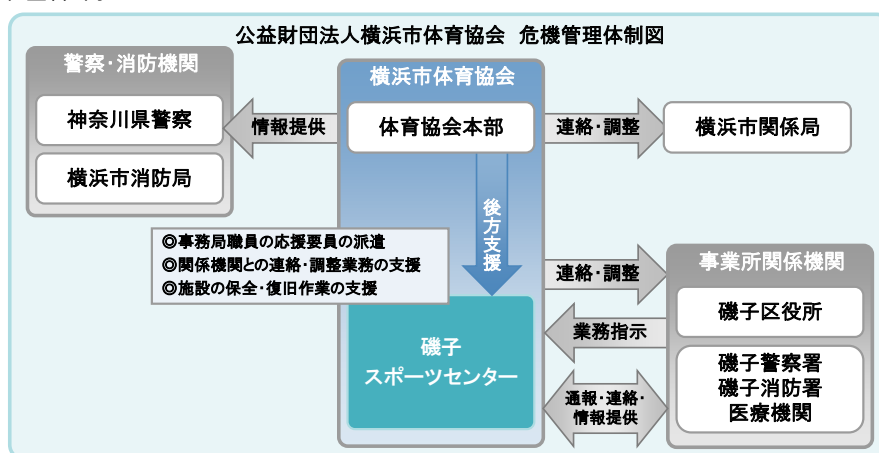 公益財団法人横浜市体育協会 危機管理体制図
警察・消防機関
神奈川県警察
横浜市消防局
情報提供
横浜市体育協会
体育協会本部
連絡・調整
横浜市関係局
後方支援
◎事務局職員の応援要員の派遣
◎関係機関との連絡・調整業務の支援
◎施設の保全・復旧作業の支援
磯子
スポーツセンター
連絡・調整
業務指示
通報・連絡・
情報提供
事業所関係機関
磯子区役所
磯子警察署
磯子消防署
医療機関